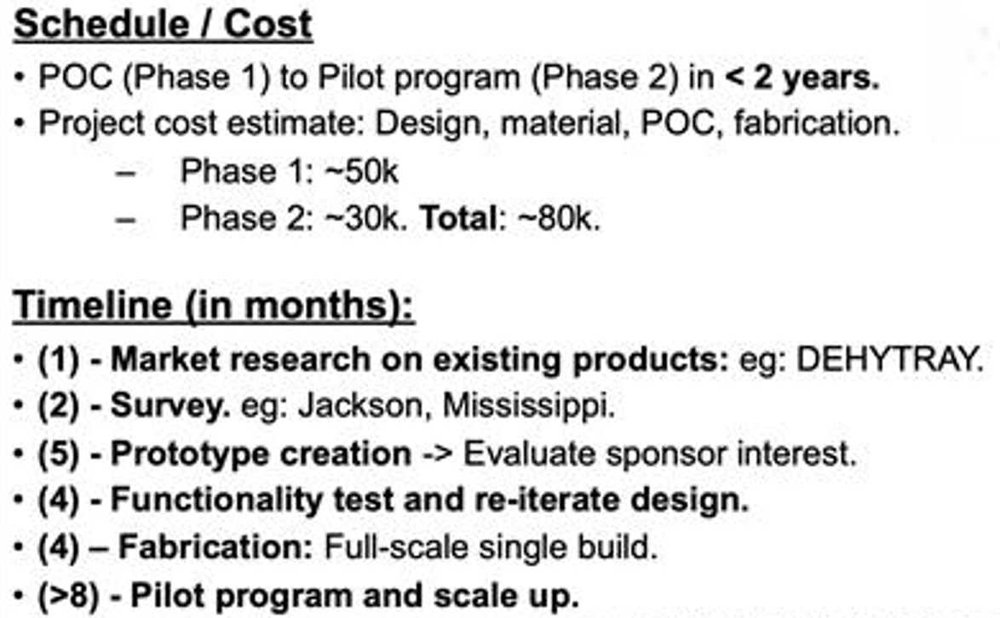 Schedule / Cost
• POC (Phase 1) to Pilot program (Phase 2) in < 2 years.
• Project cost estimate: Design, material, POC, fabrication.
– Phase 1: ~50k
– Phase 2: ~30k. Total: ~80k.
Timeline (in months):
• (1) - Market research on existing products: eg: DEHYTRAY.
• (2) - Survey. eg: Jackson, Mississippi.
• (5) - Prototype creation -> Evaluate sponsor interest.
• (4) - Functionality test and re-iterate design.
• (4) – Fabrication: Full-scale single build.
• (>8) - Pilot program and scale up.